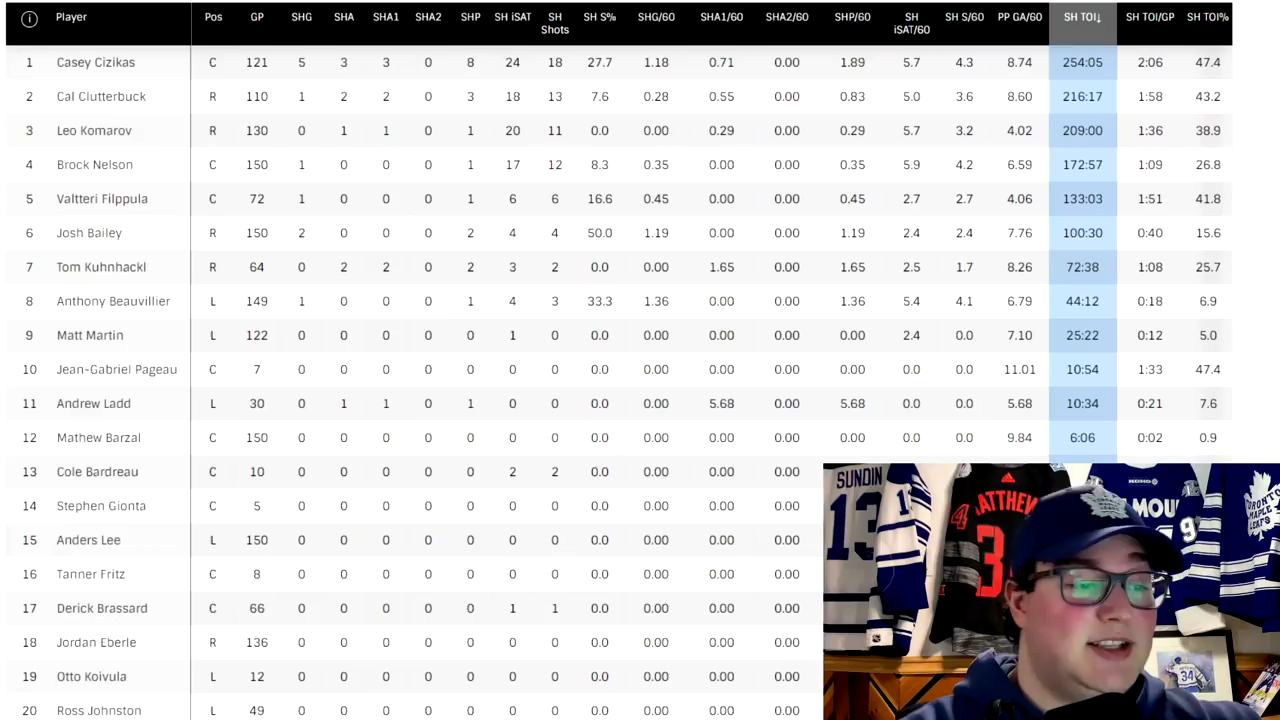 i Player Pos GP SHG SHA SHA1 SHA2 SHP SH iSAT SH Shots SH S% SHG/60 SHA1/60 SHA2/60 SHP/60 SH iSAT/60 SH S/60 PP GA/60 SH TOI↓ SH TOI/GP SH TOI%
1 Casey Cizikas C 121 5 3 3 0 8 24 18 27.7 1.18 0.71 0.00 1.89 5.7 4.3 8.74 254:05 2:06 47.4
2 Cal Clutterbuck R 110 1 2 2 0 3 18 13 7.6 0.28 0.55 0.00 0.83 5.0 3.6 8.60 216:17 1:58 43.2
3 Leo Komarov R 130 0 1 1 0 1 20 11 0.0 0.00 0.29 0.00 0.29 5.7 3.2 4.02 209:00 1:36 38.9
4 Brock Nelson C 150 1 0 0 0 1 17 12 8.3 0.35 0.00 0.00 0.35 5.9 4.2 6.59 172:57 1:09 26.8
5 Valtteri Filppula C 72 1 0 0 0 1 6 6 16.6 0.45 0.00 0.00 0.45 2.7 2.7 4.06 133:03 1:51 41.8
6 Josh Bailey R 150 2 0 0 0 2 4 4 50.0 1.19 0.00 0.00 1.19 2.4 2.4 7.76 100:30 0:40 15.6
7 Tom Kuhnhackl R 64 0 2 2 0 2 3 2 0.0 0.00 1.65 0.00 1.65 2.5 1.7 8.26 72:38 1:08 25.7
8 Anthony Beauvillier L 149 1 0 0 0 1 4 3 33.3 1.36 0.00 0.00 1.36 5.4 4.1 6.79 44:12 0:18 6.9
9 Matt Martin L 122 0 0 0 0 0 1 0 0.0 0.00 0.00 0.00 0.00 2.4 0.0 7.10 25:22 0:12 5.0
10 Jean-Gabriel Pageau C 7 0 0 0 0 0 0 0 0.0 0.00 0.00 0.00 0.00 0.0 0.0 11.01 10:54 1:33 47.4
11 Andrew Ladd L 30 0 1 1 0 1 0 0 0.0 0.00 5.68 0.00 5.68 0.0 0.0 5.68 10:34 0:21 7.6
12 Mathew Barzal C 150 0 0 0 0 0 0 0 0.0 0.00 0.00 0.00 0.00 0.0 0.0 9.84 6:06 0:02 0.9
13 Cole Bardreau C 10 0 0 0 0 0 2 2 0.0 0.00 0.00 0.00
14 Stephen Gionta C 5 0 0 0 0 0 0 0 0.0 0.00 0.00 0.00
15 Anders Lee L 150 0 0 0 0 0 0 0 0.0 0.00 0.00 0.00
16 Tanner Fritz C 8 0 0 0 0 0 0 0 0.0 0.00 0.00 0.00
17 Derick Brassard C 66 0 0 0 0 0 1 1 0.0 0.00 0.00 0.00
18 Jordan Eberle R 136 0 0 0 0 0 0 0 0.0 0.00 0.00 0.00
19 Otto Koivula L 12 0 0 0 0 0 0 0 0.0 0.00 0.00 0.00
20 Ross Johnston L 49 0 0 0 0 0 0 0 0.0 0.00 0.00 0.00
SUNDIN
13
MATTHEW
4
3
KOHO
9
TORONTO
MAPLE
LEAFS
34